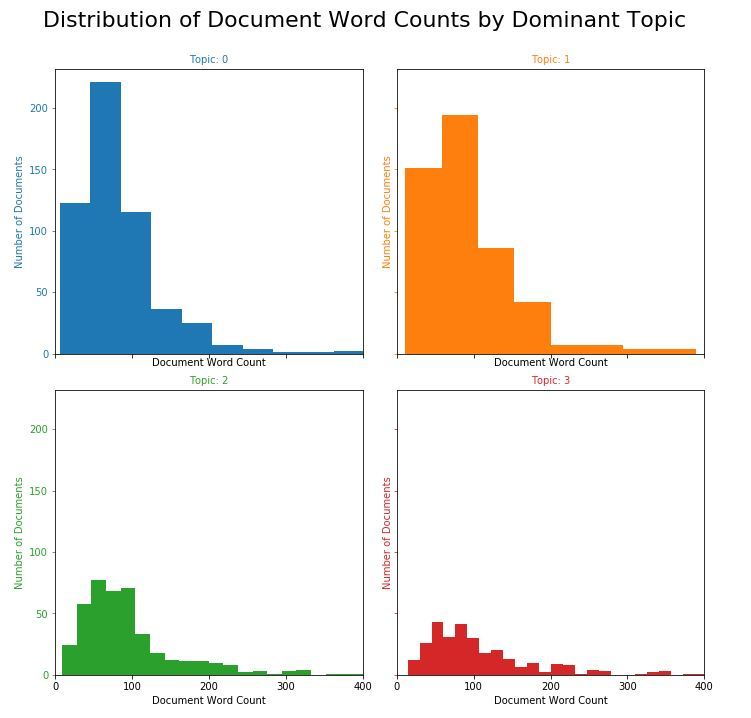 Distribution of Document Word Counts by Dominant Topic
Topic: 0
Number of Documents
200
150
100
50
0
Document Word Count
Topic: 1
Number of Documents
Document Word Count
Topic: 2
Number of Documents
200
150
100
50
0
0 100 200 300 400
Document Word Count
Topic: 3
Number of Documents
0 100 200 300 400
Document Word Count